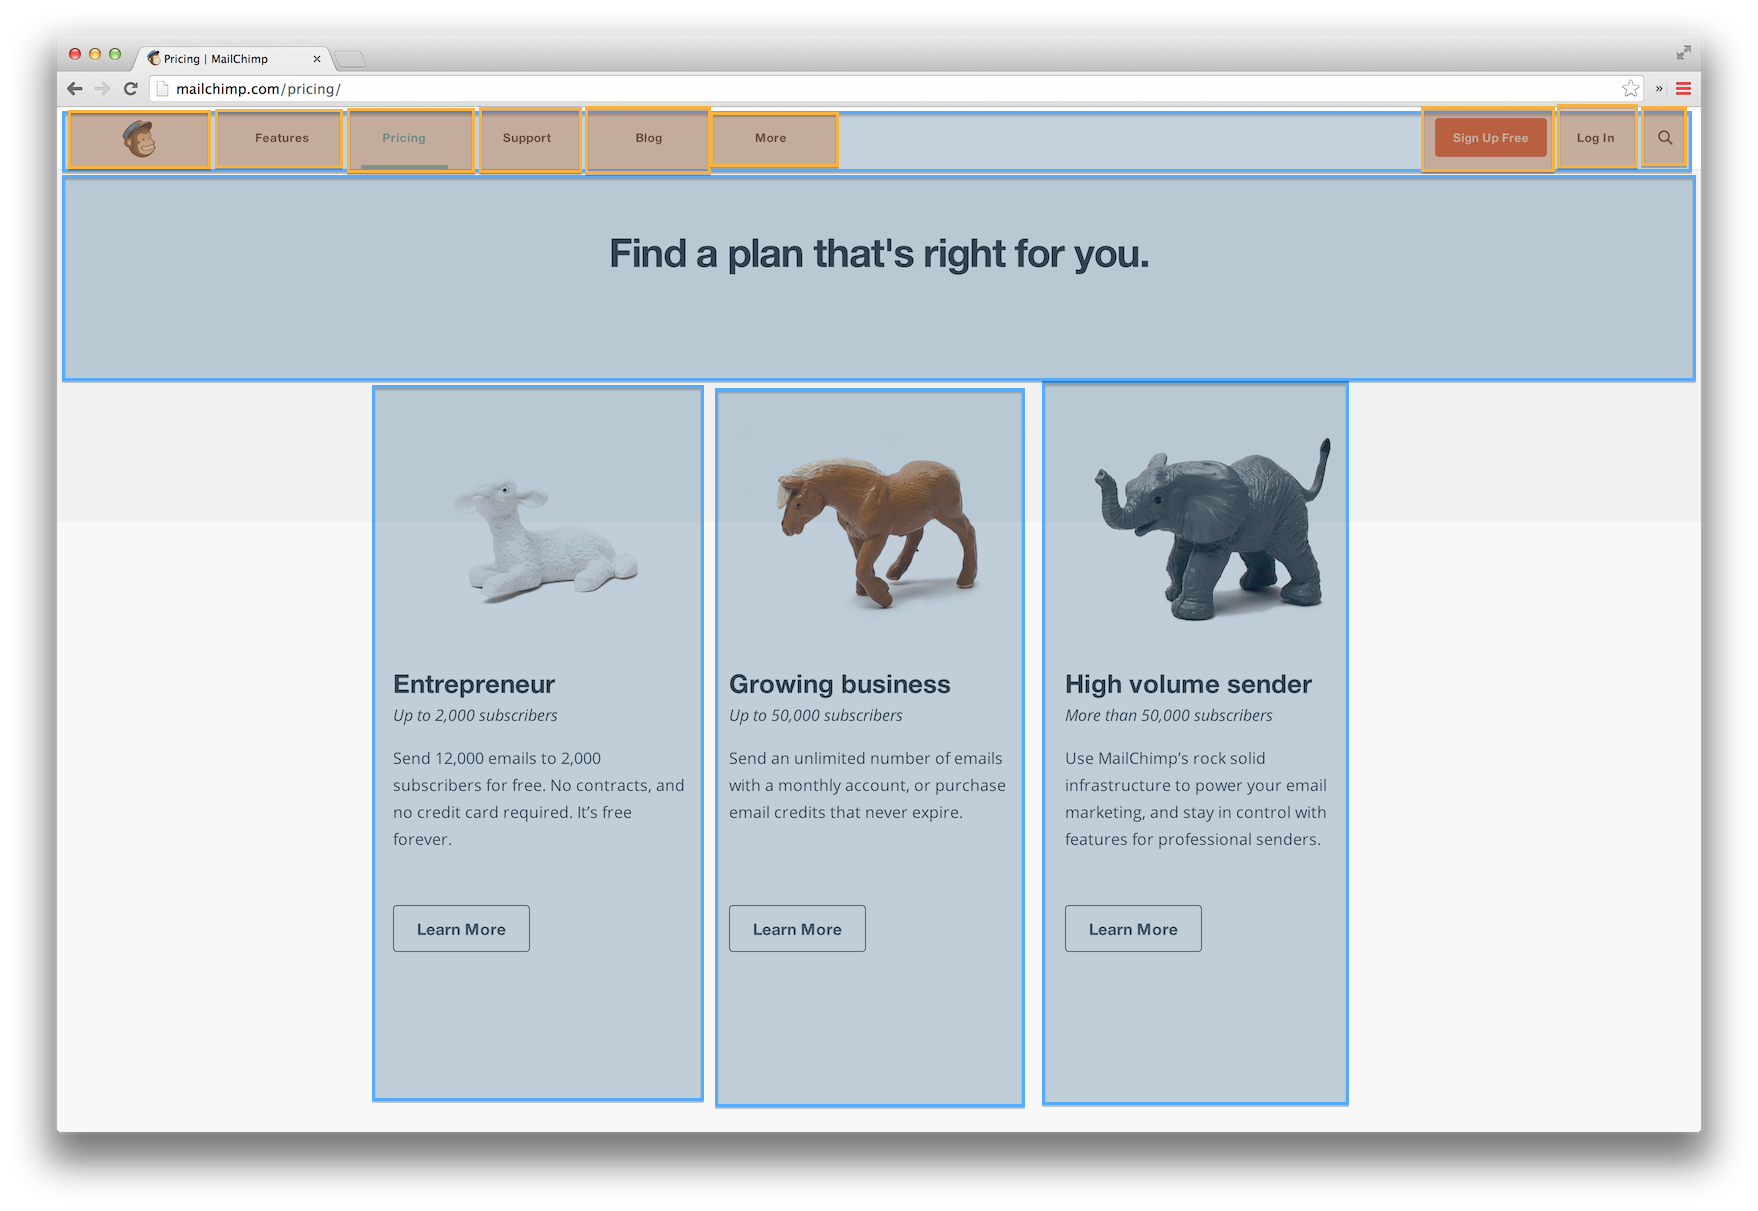 Pricing | MailChimp
mailchimp.com/pricing/
Features Pricing Support Blog More Sign Up Free Log In
Find a plan that's right for you.
Entrepreneur
Up to 2,000 subscribers
Send 12,000 emails to 2,000
subscribers for free. No contracts, and
no credit card required. It’s free
forever.
Learn More
Growing business
Up to 50,000 subscribers
Send an unlimited number of emails
with a monthly account, or purchase
email credits that never expire.
Learn More
High volume sender
More than 50,000 subscribers
Use MailChimp’s rock solid
infrastructure to power your email
marketing, and stay in control with
features for professional senders.
Learn More